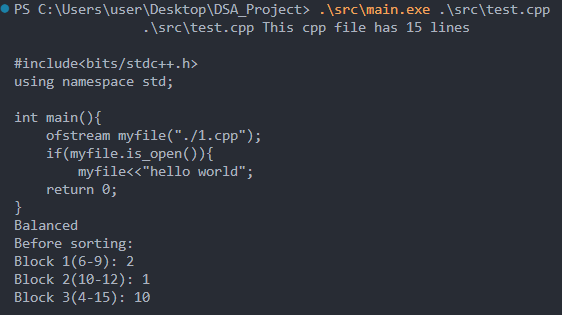 PS C:\Users\user\Desktop\DSA_Project> .\src\main.exe .\src\test.cpp
.\src\test.cpp This cpp file has 15 lines
#include<bits/stdc++.h>
using namespace std;
int main(){
    ofstream myfile("./1.cpp");
    if(myfile.is_open()){
        myfile<<"hello world";
    return 0;
}
Balanced
Before sorting:
Block 1(6-9): 2
Block 2(10-12): 1
Block 3(4-15): 10